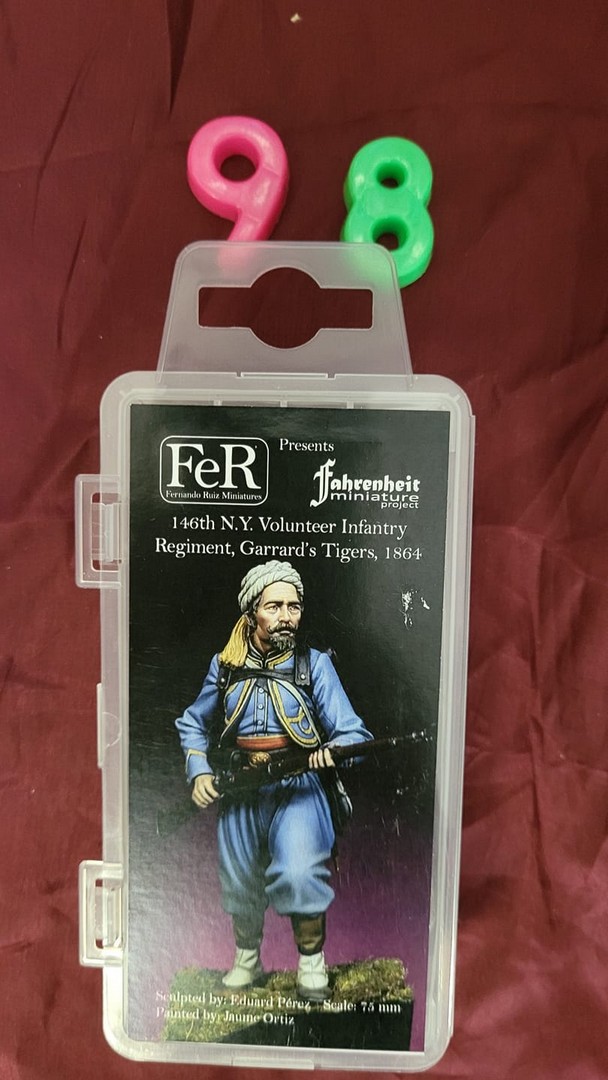 9 8
FeR
Fernando Ruiz Miniatures
Presents
Fahrenheit
miniature
project
146th N.Y. Volunteer Infantry
Regiment, Garrard's Tigers, 1864
Sculpted by: Eduard Pérez Scale: 75 mm
Painted by: Jaume Ortiz